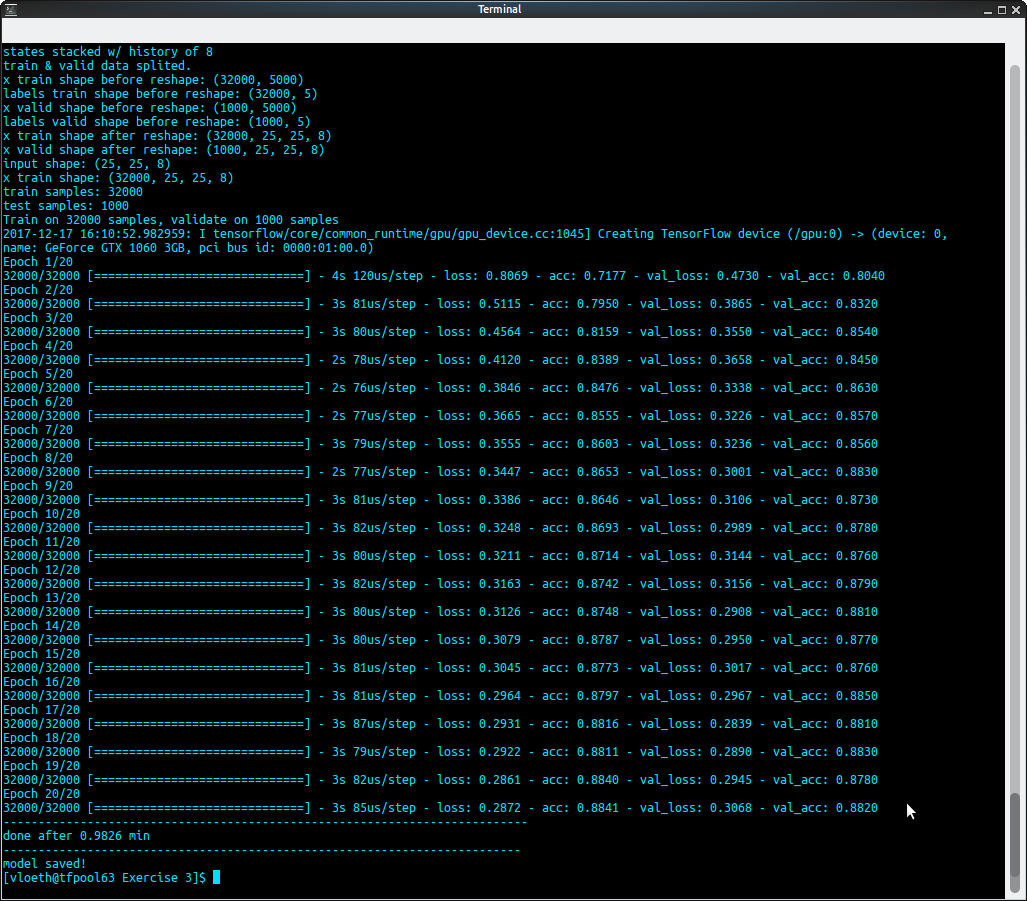 Terminal
states stacked w/ history of 8
train & valid data splited.
x train shape before reshape: (32000, 5000)
labels train shape before reshape: (32000, 5)
x valid shape before reshape: (1000, 5000)
labels valid shape before reshape: (1000, 5)
x train shape after reshape: (32000, 25, 25, 8)
x valid shape after reshape: (1000, 25, 25, 8)
input shape: (25, 25, 8)
x train shape: (32000, 25, 25, 8)
train samples: 32000
test samples: 1000
Train on 32000 samples, validate on 1000 samples
2017-12-17 16:10:52.982959: I tensorflow/core/common_runtime/gpu/gpu_device.cc:1045] Creating TensorFlow device (/gpu:0) -> (device: 0,
name: GeForce GTX 1060 3GB, pci bus id: 0000:01:00.0)
Epoch 1/20
32000/32000 [==============================] - 4s 120us/step - loss: 0.8069 - acc: 0.7177 - val_loss: 0.4730 - val_acc: 0.8040
Epoch 2/20
32000/32000 [==============================] - 3s 81us/step - loss: 0.5115 - acc: 0.7950 - val_loss: 0.3865 - val_acc: 0.8320
Epoch 3/20
32000/32000 [==============================] - 3s 80us/step - loss: 0.4564 - acc: 0.8159 - val_loss: 0.3550 - val_acc: 0.8540
Epoch 4/20
32000/32000 [==============================] - 2s 78us/step - loss: 0.4120 - acc: 0.8389 - val_loss: 0.3658 - val_acc: 0.8450
Epoch 5/20
32000/32000 [==============================] - 2s 76us/step - loss: 0.3846 - acc: 0.8476 - val_loss: 0.3338 - val_acc: 0.8630
Epoch 6/20
32000/32000 [==============================] - 2s 77us/step - loss: 0.3665 - acc: 0.8555 - val_loss: 0.3226 - val_acc: 0.8570
Epoch 7/20
32000/32000 [==============================] - 3s 79us/step - loss: 0.3555 - acc: 0.8603 - val_loss: 0.3236 - val_acc: 0.8560
Epoch 8/20
32000/32000 [==============================] - 2s 77us/step - loss: 0.3447 - acc: 0.8653 - val_loss: 0.3001 - val_acc: 0.8830
Epoch 9/20
32000/32000 [==============================] - 3s 81us/step - loss: 0.3386 - acc: 0.8646 - val_loss: 0.3106 - val_acc: 0.8730
Epoch 10/20
32000/32000 [==============================] - 3s 82us/step - loss: 0.3248 - acc: 0.8693 - val_loss: 0.2989 - val_acc: 0.8780
Epoch 11/20
32000/32000 [==============================] - 3s 80us/step - loss: 0.3211 - acc: 0.8714 - val_loss: 0.3144 - val_acc: 0.8760
Epoch 12/20
32000/32000 [==============================] - 3s 82us/step - loss: 0.3163 - acc: 0.8742 - val_loss: 0.3156 - val_acc: 0.8790
Epoch 13/20
32000/32000 [==============================] - 3s 80us/step - loss: 0.3126 - acc: 0.8748 - val_loss: 0.2908 - val_acc: 0.8810
Epoch 14/20
32000/32000 [==============================] - 3s 80us/step - loss: 0.3079 - acc: 0.8787 - val_loss: 0.2950 - val_acc: 0.8770
Epoch 15/20
32000/32000 [==============================] - 3s 81us/step - loss: 0.3045 - acc: 0.8773 - val_loss: 0.3017 - val_acc: 0.8760
Epoch 16/20
32000/32000 [==============================] - 3s 81us/step - loss: 0.2964 - acc: 0.8797 - val_loss: 0.2967 - val_acc: 0.8850
Epoch 17/20
32000/32000 [==============================] - 3s 87us/step - loss: 0.2931 - acc: 0.8816 - val_loss: 0.2839 - val_acc: 0.8810
Epoch 18/20
32000/32000 [==============================] - 3s 79us/step - loss: 0.2922 - acc: 0.8811 - val_loss: 0.2890 - val_acc: 0.8830
Epoch 19/20
32000/32000 [==============================] - 3s 82us/step - loss: 0.2861 - acc: 0.8840 - val_loss: 0.2945 - val_acc: 0.8780
Epoch 20/20
32000/32000 [==============================] - 3s 85us/step - loss: 0.2872 - acc: 0.8841 - val_loss: 0.3068 - val_acc: 0.8820
---------------------------------------------------------------------------
done after 0.9826 min
--------------------------------------------------------------------------
model saved!
[vloeth@tfpool63 Exercise 3]$